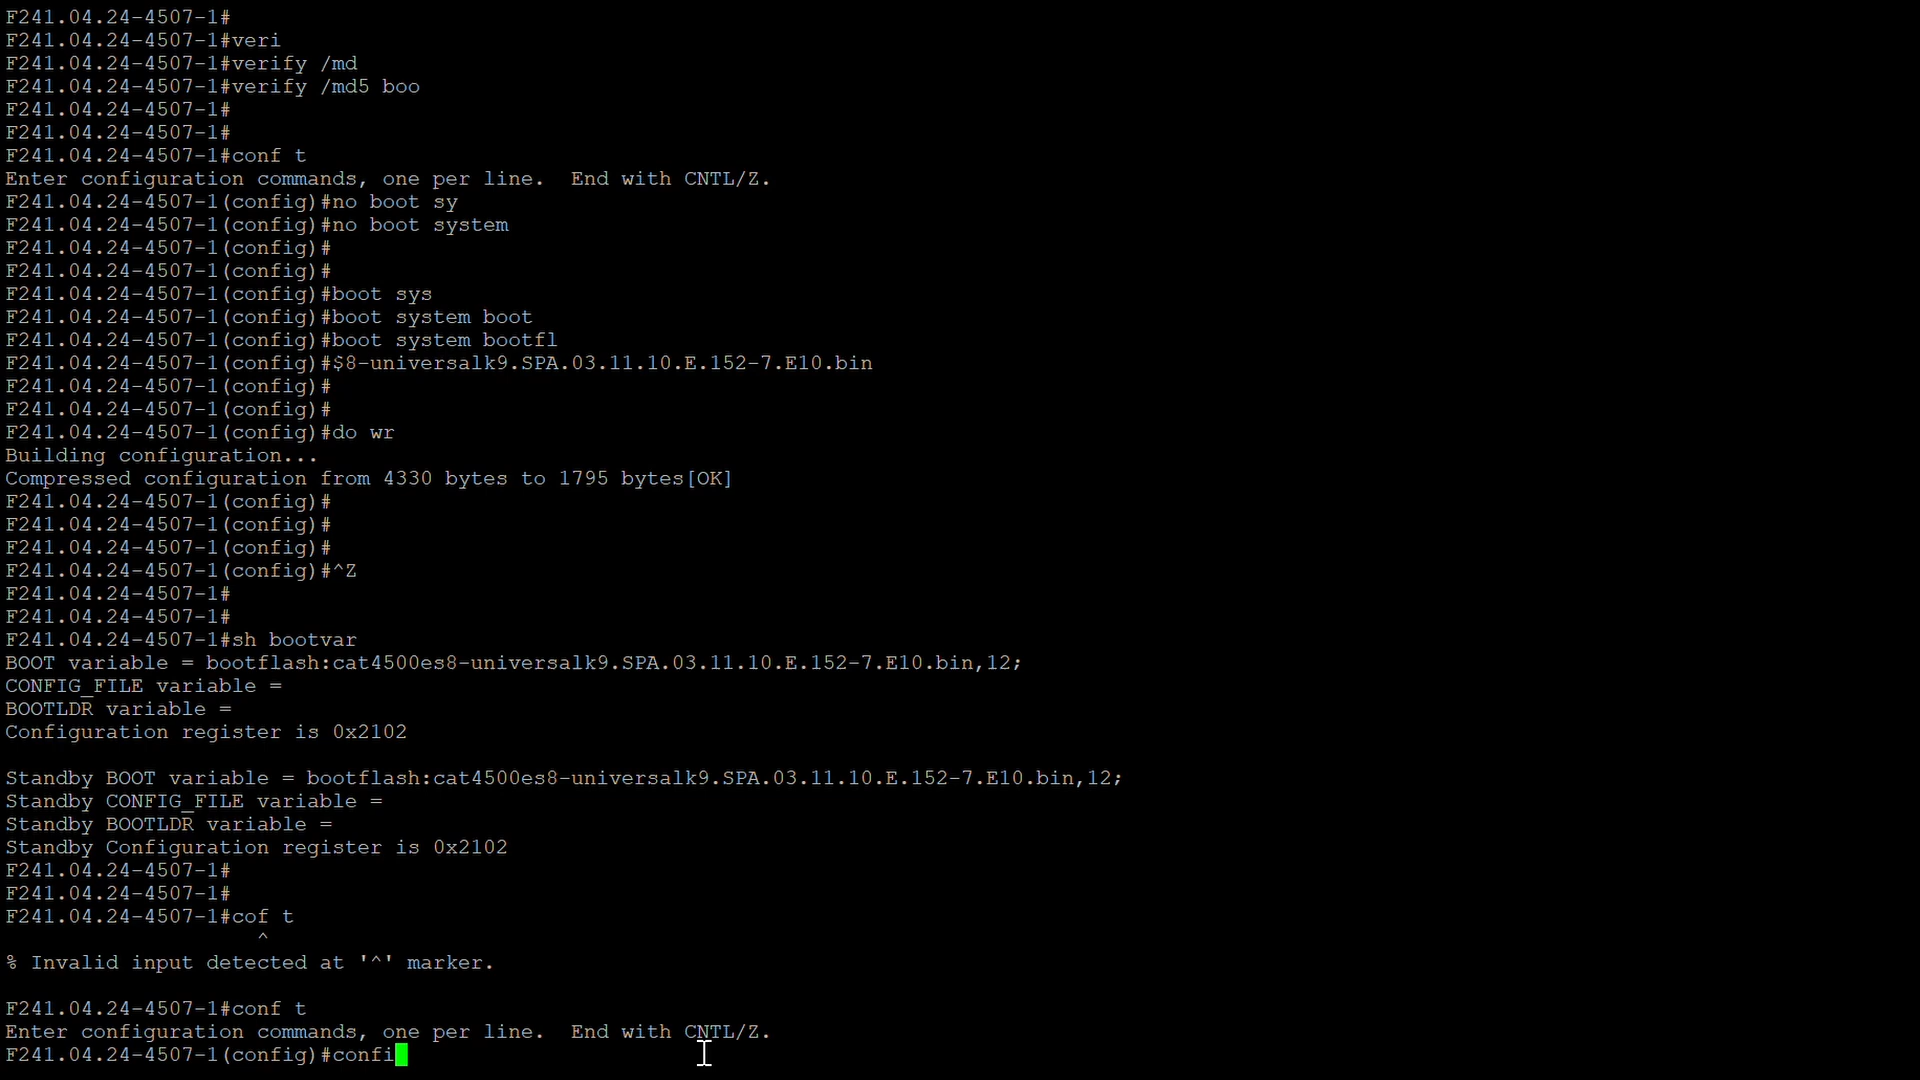 F241.04.24-4507-1#
F241.04.24-4507-1#veri
F241.04.24-4507-1#verify /md
F241.04.24-4507-1#verify /md5 boo
F241.04.24-4507-1#
F241.04.24-4507-1#
F241.04.24-4507-1#conf t
Enter configuration commands, one per line.  End with CNTL/Z.
F241.04.24-4507-1(config)#no boot sy
F241.04.24-4507-1(config)#no boot system
F241.04.24-4507-1(config)#
F241.04.24-4507-1(config)#
F241.04.24-4507-1(config)#boot sys
F241.04.24-4507-1(config)#boot system boot
F241.04.24-4507-1(config)#boot system bootfl
F241.04.24-4507-1(config)#$8-universalk9.SPA.03.11.10.E.152-7.E10.bin
F241.04.24-4507-1(config)#
F241.04.24-4507-1(config)#
F241.04.24-4507-1(config)#do wr
Building configuration...
Compressed configuration from 4330 bytes to 1795 bytes[OK]
F241.04.24-4507-1(config)#
F241.04.24-4507-1(config)#
F241.04.24-4507-1(config)#
F241.04.24-4507-1(config)#^Z
F241.04.24-4507-1#
F241.04.24-4507-1#
F241.04.24-4507-1#sh bootvar
BOOT variable = bootflash:cat4500es8-universalk9.SPA.03.11.10.E.152-7.E10.bin,12;
CONFIG_FILE variable =
BOOTLDR variable =
Configuration register is 0x2102
Standby BOOT variable = bootflash:cat4500es8-universalk9.SPA.03.11.10.E.152-7.E10.bin,12;
Standby CONFIG_FILE variable =
Standby BOOTLDR variable =
Standby Configuration register is 0x2102
F241.04.24-4507-1#
F241.04.24-4507-1#
F241.04.24-4507-1#cof t
^
% Invalid input detected at '^' marker.
F241.04.24-4507-1#conf t
Enter configuration commands, one per line.  End with CNTL/Z.
F241.04.24-4507-1(config)#confi